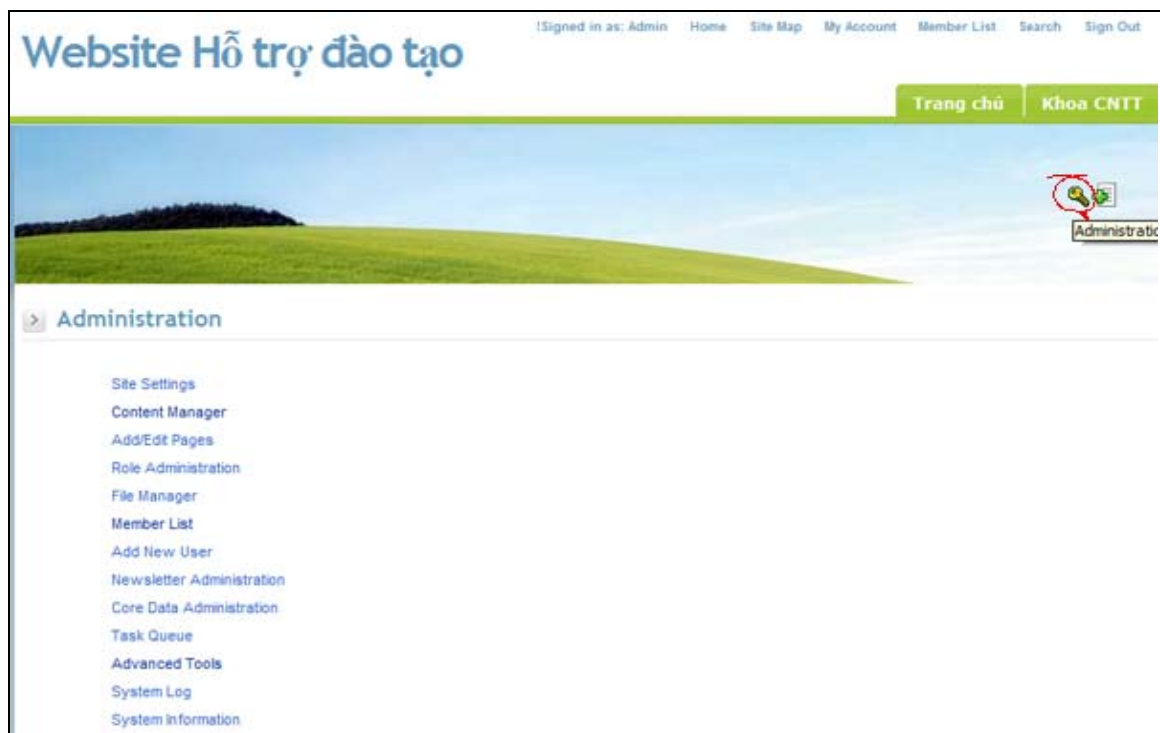 !Signed in as: Admin Home Site Map My Account Member List Search Sign Out
Website Hỗ trợ đào tạo
Trang chủ Khoa CNTT
Administratio
Administration
Site Settings
Content Manager
Add/Edit Pages
Role Administration
File Manager
Member List
Add New User
Newsletter Administration
Core Data Administration
Task Queue
Advanced Tools
System Log
System Information